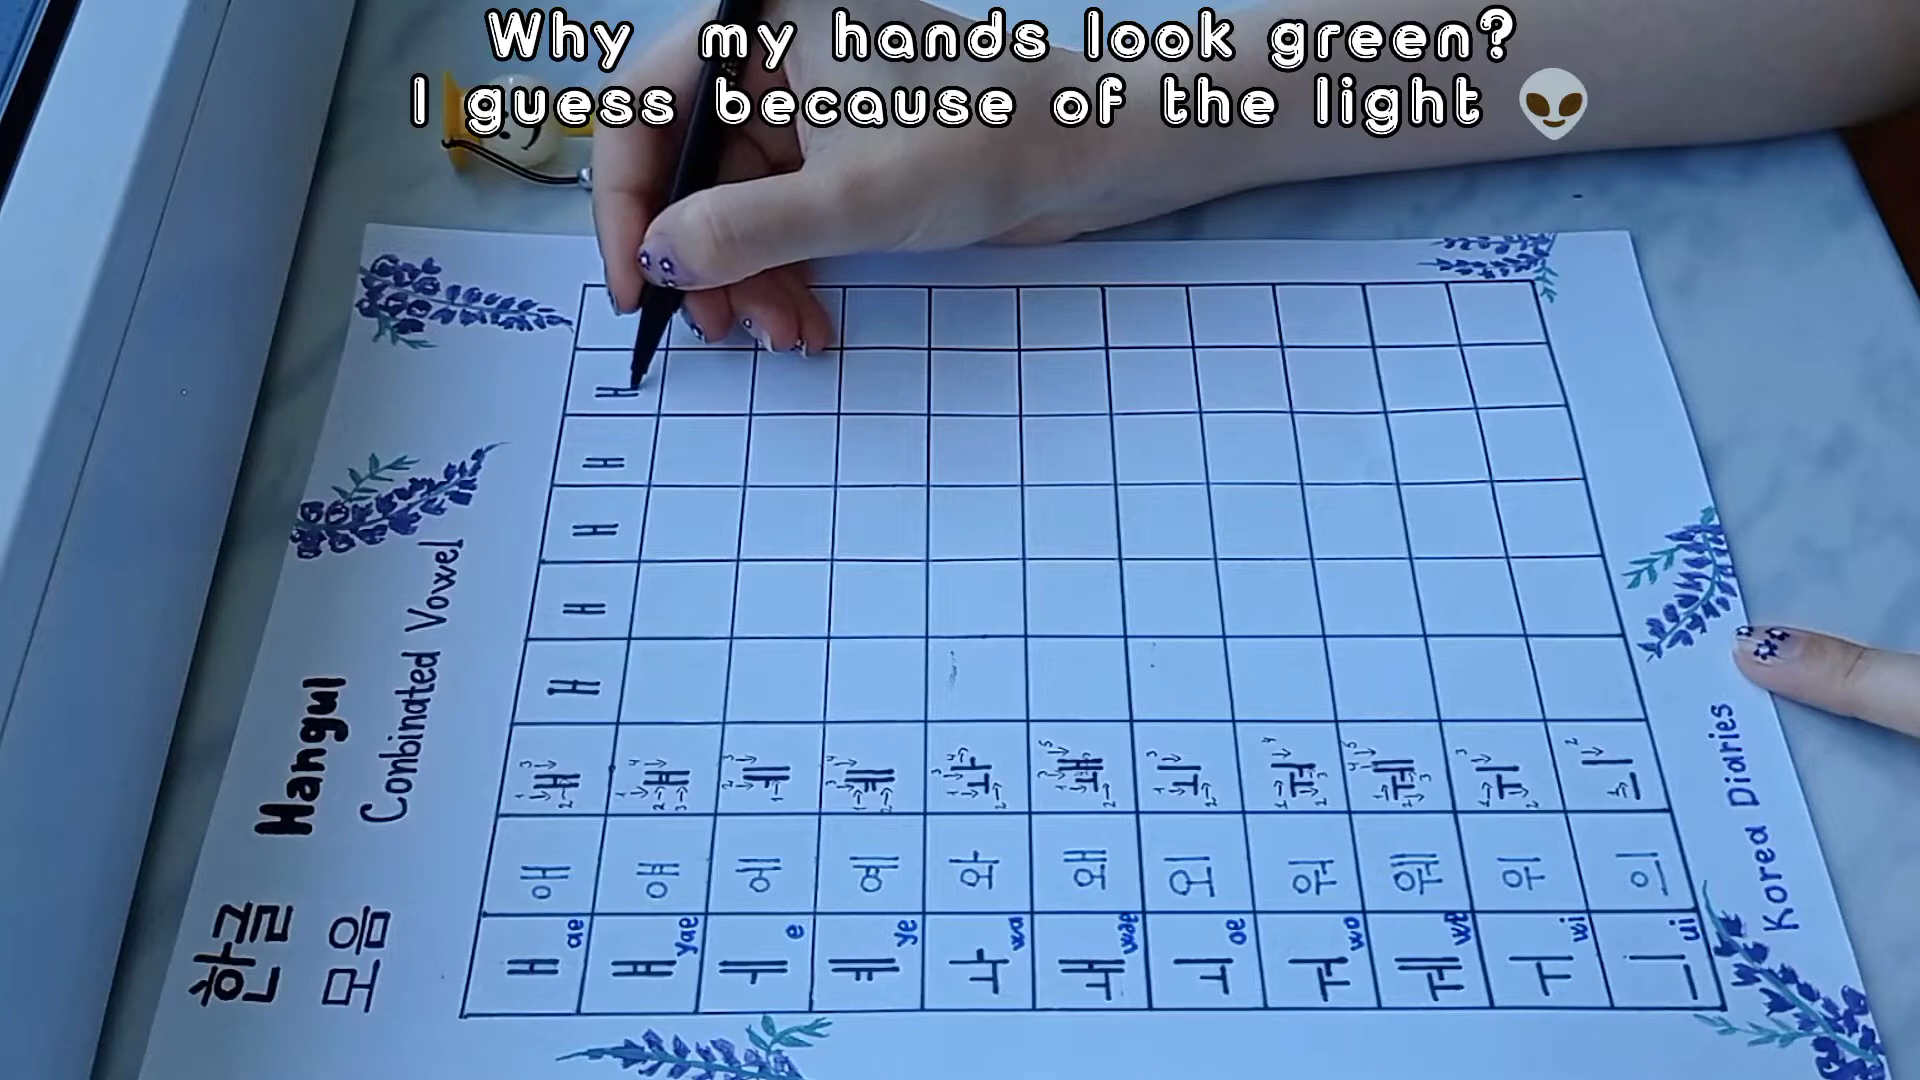 Why my hands look green?
I guess because of the light 👽
한글 Hangul
모음 Conbinated Vowel
ㅐ ae 애 ㅐ ㅐ ㅐ ㅐ ㅐ ㅐ
ㅒ yae 얘 ㅒ
ㅔ e 에 ㅔ
ㅖ ye 예 ㅖ
ㅘ wa 와 ㅘ
ㅙ wae 왜 ㅙ
ㅚ oe 외 ㅚ
ㅝ wo 워 ㅝ
ㅞ we 웨 ㅞ
ㅟ wi 위 ㅟ
ㅢ ui 의 ㅢ
Korea Diaries